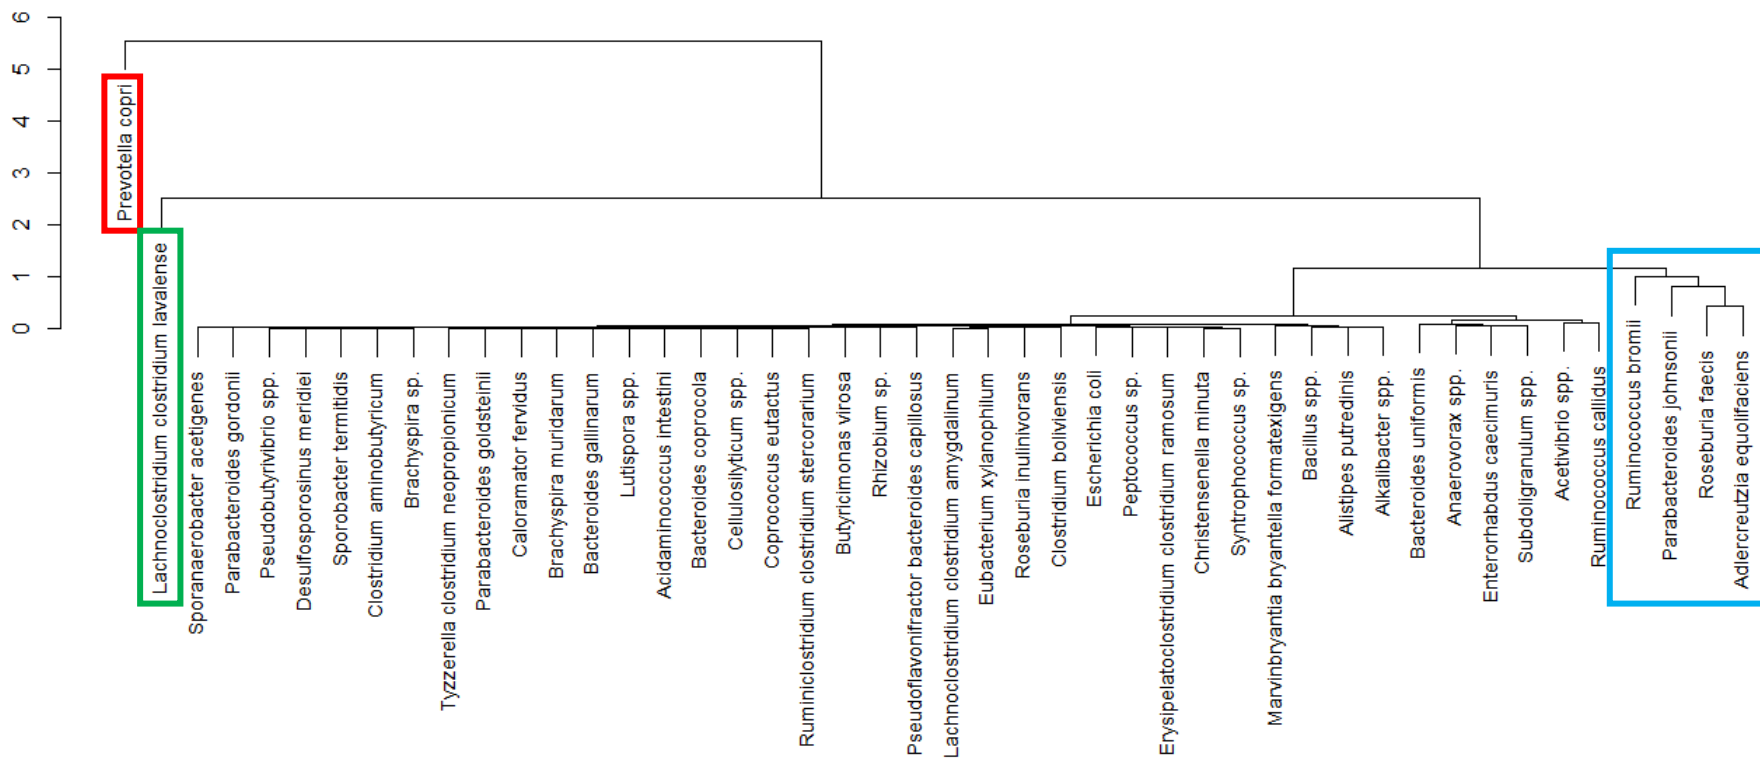 6
5
4
3
2
1
0
Prevotella copri
Lachnoclostridium clostridium lavalense
Sporanaerobacter acetigenes
Parabacteroides gordonii
Pseudobutyrivibrio spp.
Desulfosporosinus meridiei
Sporobacter termitidis
Clostridium aminobutyricum
Brachyspira sp.
Tyzzerella clostridium neopropionicum
Parabacteroides goldsteinii
Caloramator fervidus
Brachyspira muridarum
Bacteroides gallinarum
Lutispora spp.
Acidaminococcus intestini
Bacteroides coprocola
Cellulosilyticum spp.
Coprococcus eutactus
Ruminiclostridium clostridium stercorarium
Butyricimonas virosa
Rhizobium sp.
Pseudoflavonifractor bacteroides capillosus
Lachnoclostridium clostridium amygdalinum
Eubacterium xylanophilum
Roseburia inulinivorans
Clostridium boliviensis
Escherichia coli
Peptococcus sp.
Erysipelatoclostridium clostridium ramosum
Christensenella minuta
Syntrophococcus sp.
Marvinbryantia bryantella formatexigens
Bacillus spp.
Alistipes putredinis
Alkalibacter spp.
Bacteroides uniformis
Anaerovorax spp.
Enterorhabdus caecimuris
Subdoligranulum spp.
Acetivibrio spp.
Ruminococcus callidus
Ruminococcus bromii
Parabacteroides johnsonii
Roseburia faecis
Adlercreutzia equolifaciens